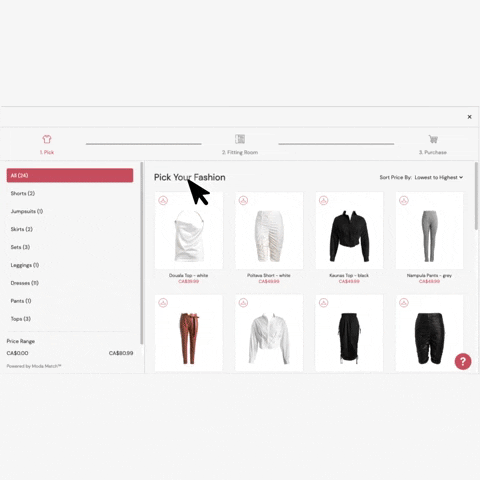 ×
1. Pick
2. Fitting Room
3. Purchase
All (24)
Shorts (2)
Jumpsuits (1)
Skirts (2)
Sets (3)
Leggings (1)
Dresses (11)
Pants (1)
Tops (3)
Price Range
CA$0.00 CA$80.99
Powered by Moda Match™
Pick Your Fashion
Sort Price By: Lowest to Highest
Douala Top - white
CA$39.99
Poltava Short - white
CA$49.99
Kaunas Top - black
CA$49.99
Nampula Pants - grey
CA$49.99
?